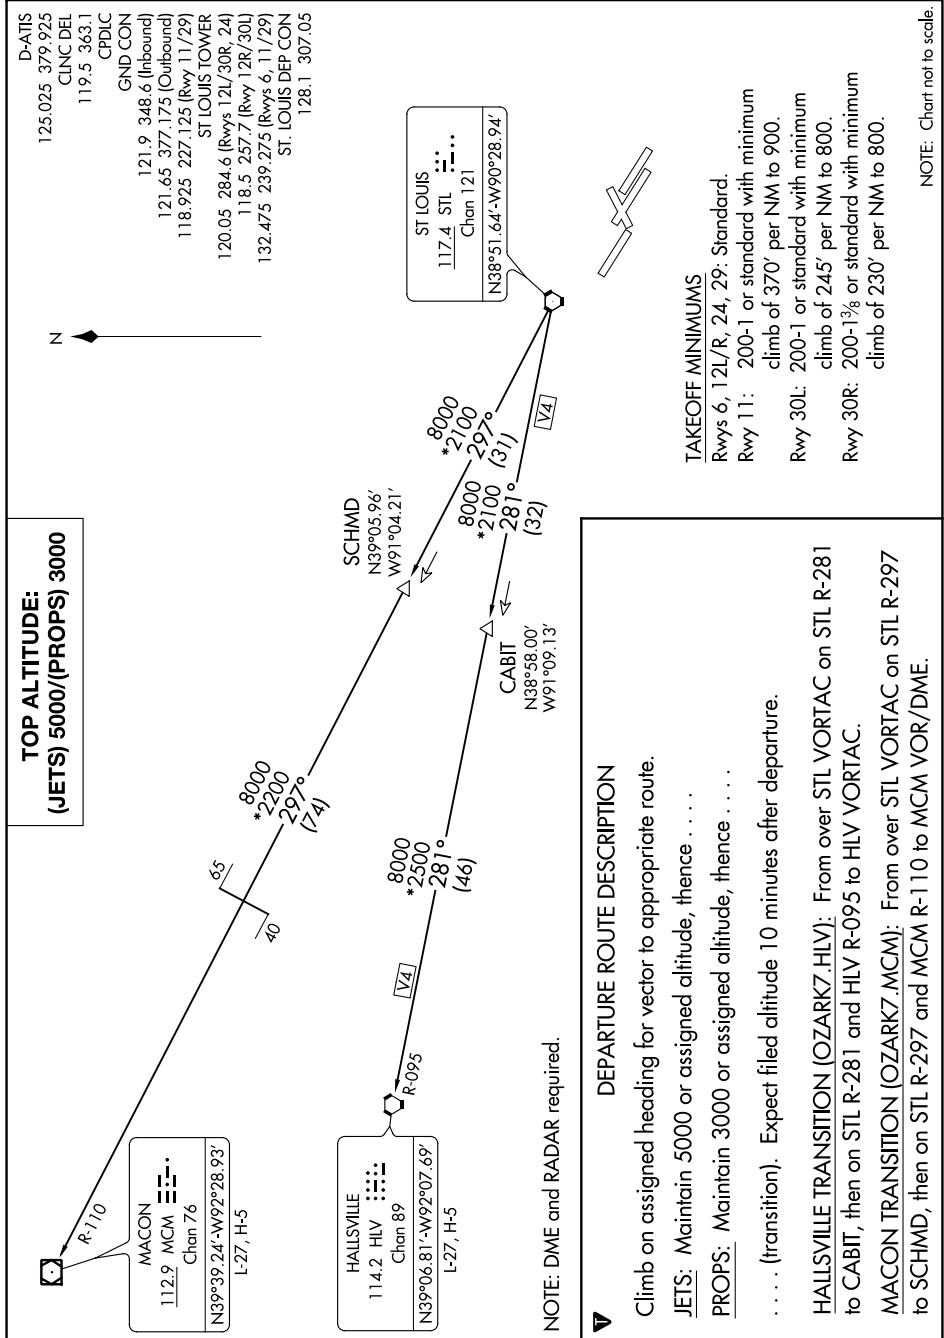 TOP ALTITUDE:
(JETS) 5000/(PROPS) 3000
D-ATIS
125.025 379.925
CLNC DEL
119.5 363.1
CPDLC
GND CON
121.9 348.6 (Inbound)
121.65 377.175 (Outbound)
118.925 227.125 (Rwy 11/29)
ST LOUIS TOWER
120.05 284.6 (Rwys 12L/30R, 24)
118.5 257.7 (Rwy 12R/30L)
132.475 239.275 (Rwys 6, 11/29)
ST. LOUIS DEP CON
128.1 307.05
N
R-110
MACON
112.9 MCM
Chan 76
N39°39.24'-W92°28.93'
L-27, H-5
65
40
8000
*2200
297°
(74)
SCHMD
N39°05.96'
W91°04.21'
8000
*2100
297°
(31)
ST LOUIS
117.4 STL
Chan 121
N38°51.64'-W90°28.94'
HALLSVILLE
114.2 HLV
Chan 89
N39°06.81'-W92°07.69'
L-27, H-5
R-095
V4
8000
*2500
281°
(46)
CABIT
N38°58.00'
W91°09.13'
8000
*2100
281°
(32)
V4
NOTE: DME and RADAR required.
TAKEOFF MINIMUMS
Rwys 6, 12L/R, 24, 29: Standard.
Rwy 11: 200-1 or standard with minimum
climb of 370' per NM to 900.
Rwy 30L: 200-1 or standard with minimum
climb of 245' per NM to 800.
Rwy 30R: 200-1⅜ or standard with minimum
climb of 230' per NM to 800.
NOTE: Chart not to scale.
T
DEPARTURE ROUTE DESCRIPTION
Climb on assigned heading for vector to appropriate route.
JETS: Maintain 5000 or assigned altitude, thence . . . .
PROPS: Maintain 3000 or assigned altitude, thence . . . .
. . . . (transition). Expect filed altitude 10 minutes after departure.
HALLSVILLE TRANSITION (OZARK7.HLV): From over STL VORTAC on STL R-281
to CABIT, then on STL R-281 and HLV R-095 to HLV VORTAC.
MACON TRANSITION (OZARK7.MCM): From over STL VORTAC on STL R-297
to SCHMD, then on STL R-297 and MCM R-110 to MCM VOR/DME.